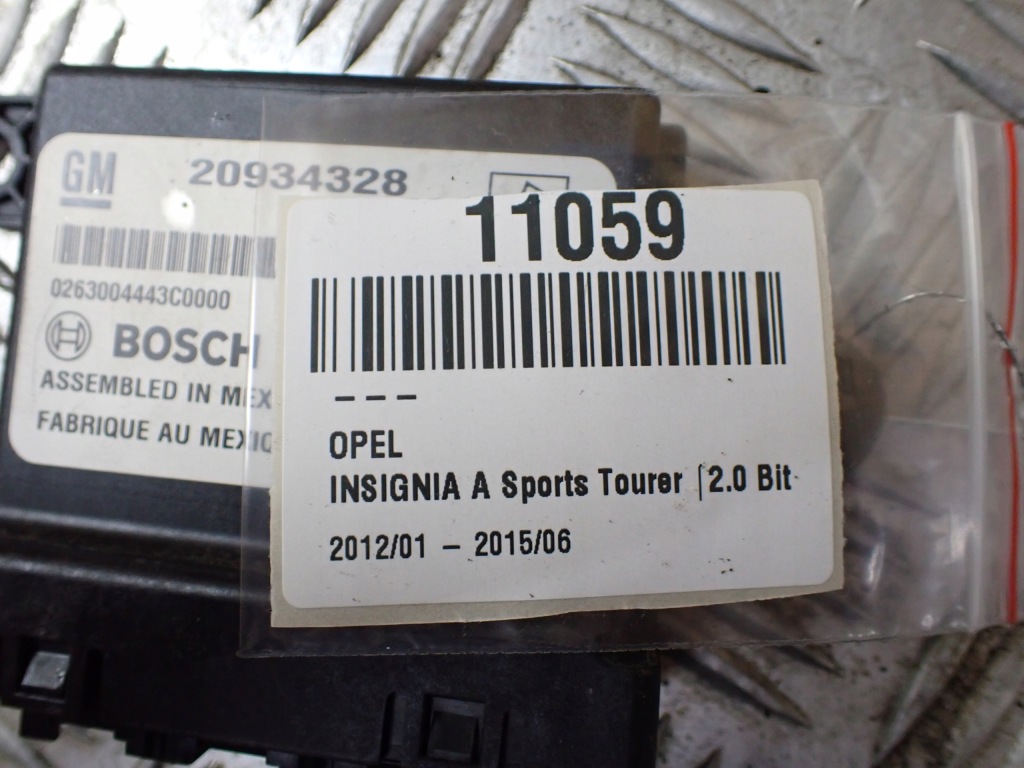 GM 20934328
0263004443C0000
BOSCH
ASSEMBLED IN MEX
FABRIQUE AU MEXIC
11059
– – –
OPEL
INSIGNIA A Sports Tourer |2.0 Bit
2012/01 – 2015/06